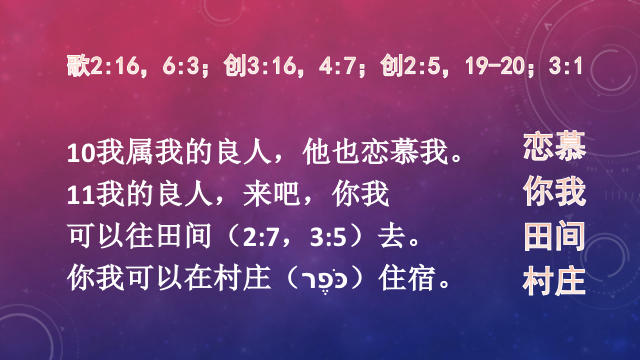 歌2:16，6:3；创3:16，4:7；创2:5，19-20；3:1
10我属我的良人，他也恋慕我。
11我的良人，来吧，你我
可以往田间（2:7，3:5）去。
你我可以在村庄（כֹּפֶר）住宿。
恋慕
你我
田间
村庄